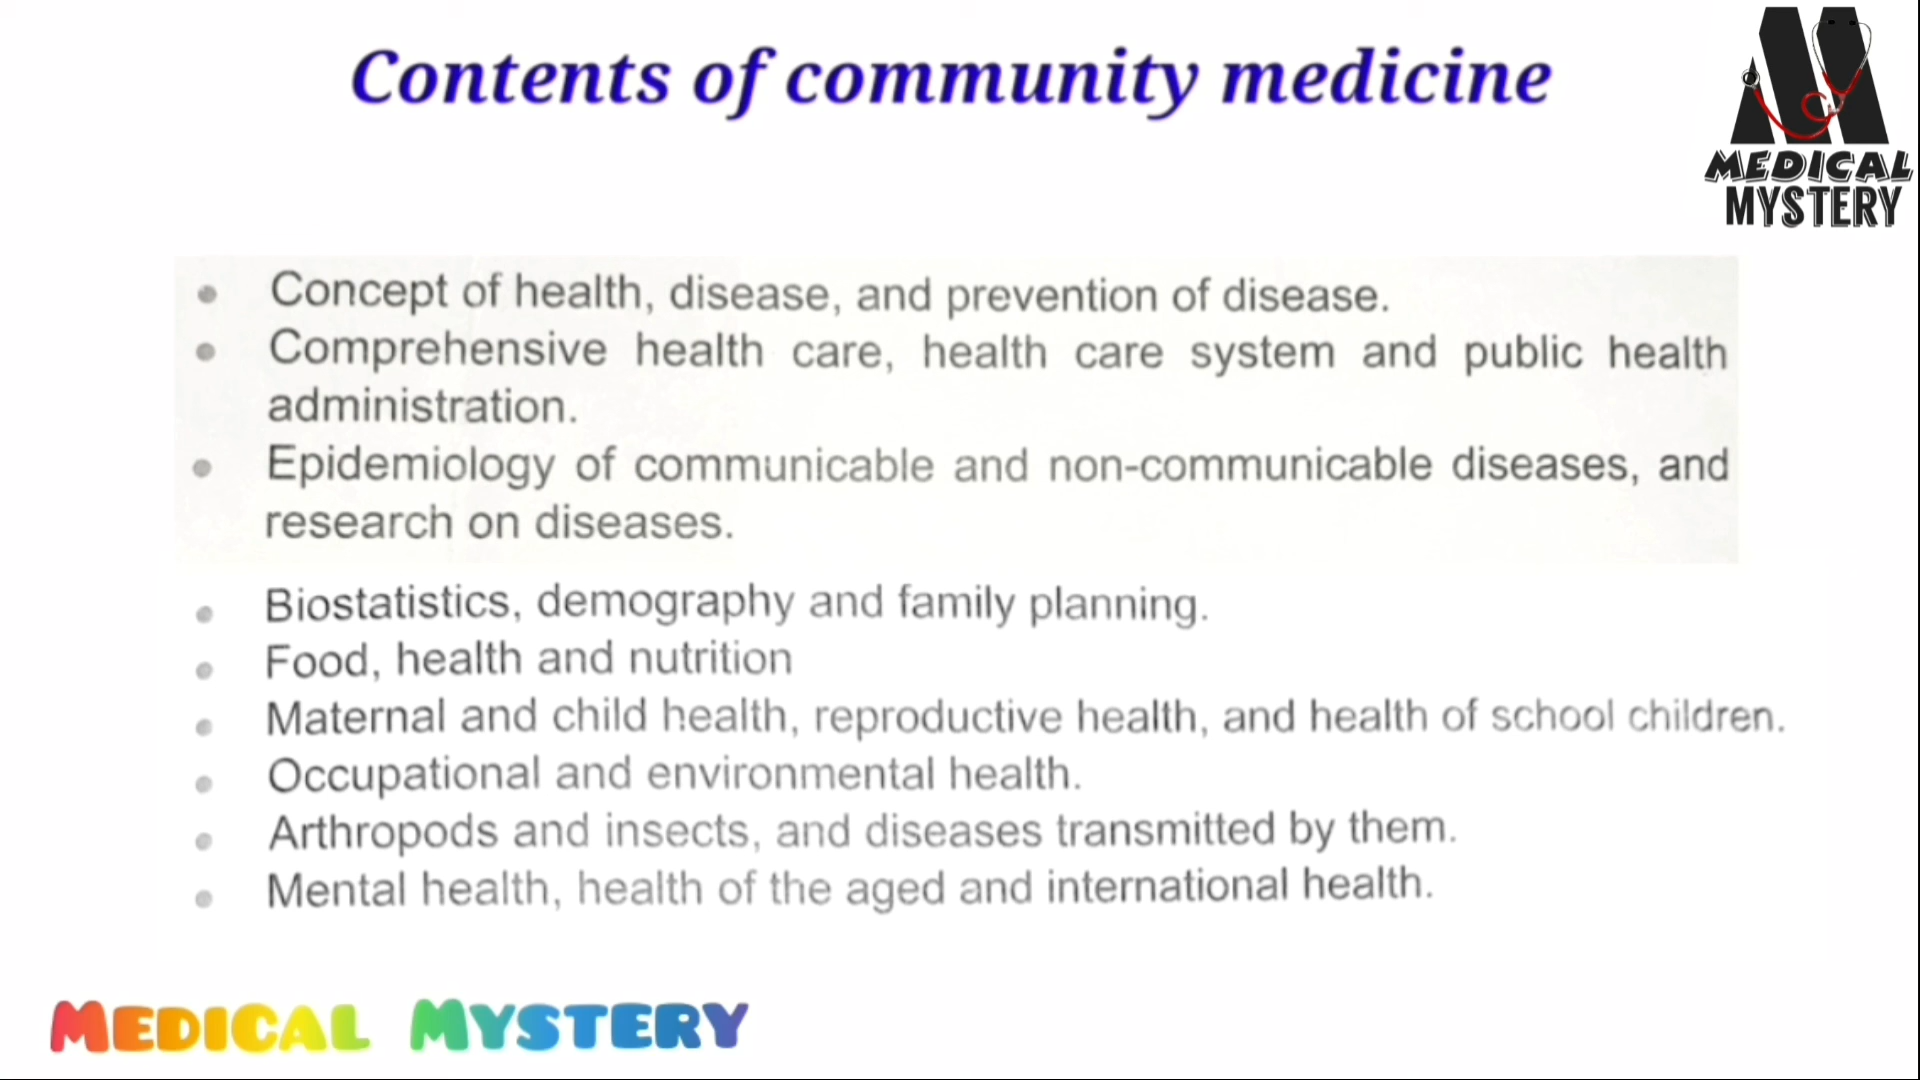 Contents of community medicine
MEDICAL
MYSTERY
• Concept of health, disease, and prevention of disease.
• Comprehensive health care, health care system and public health
administration.
• Epidemiology of communicable and non-communicable diseases, and
research on diseases.
• Biostatistics, demography and family planning.
• Food, health and nutrition
• Maternal and child health, reproductive health, and health of school children.
• Occupational and environmental health.
• Arthropods and insects, and diseases transmitted by them.
• Mental health, health of the aged and international health.
MEDICAL MYSTERY